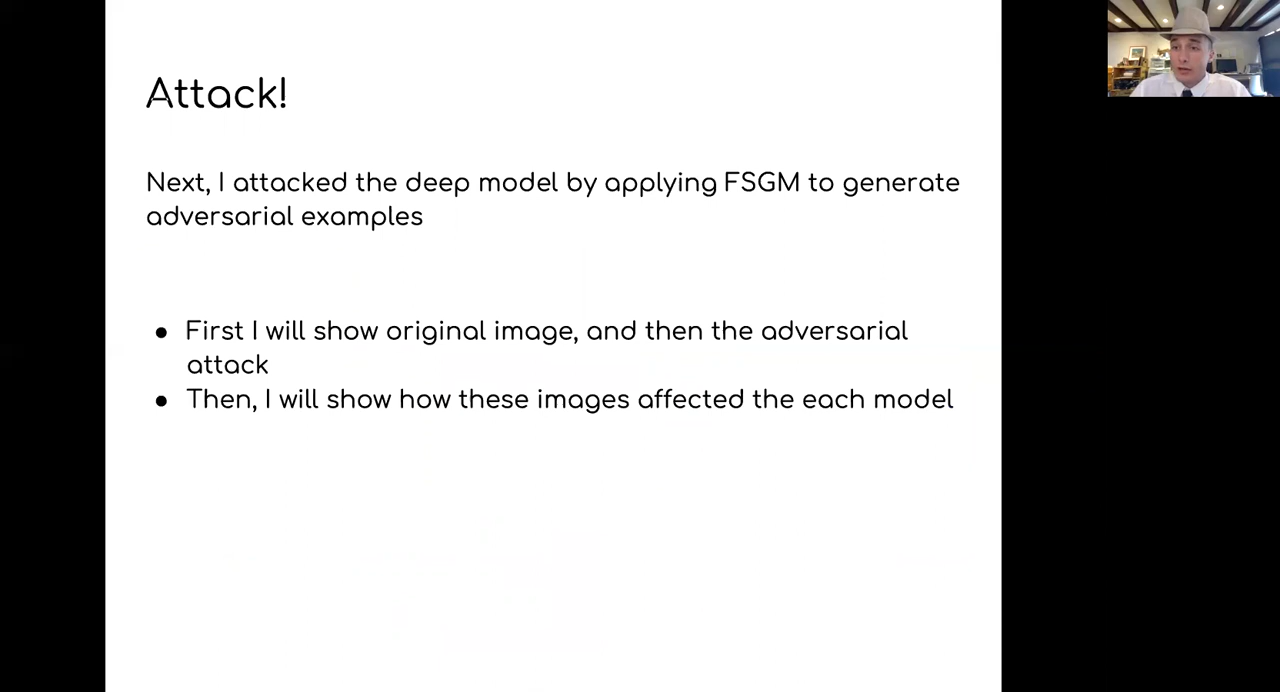 Attack!
Next, I attacked the deep model by applying FSGM to generate
adversarial examples
● First I will show original image, and then the adversarial
attack
● Then, I will show how these images affected the each model